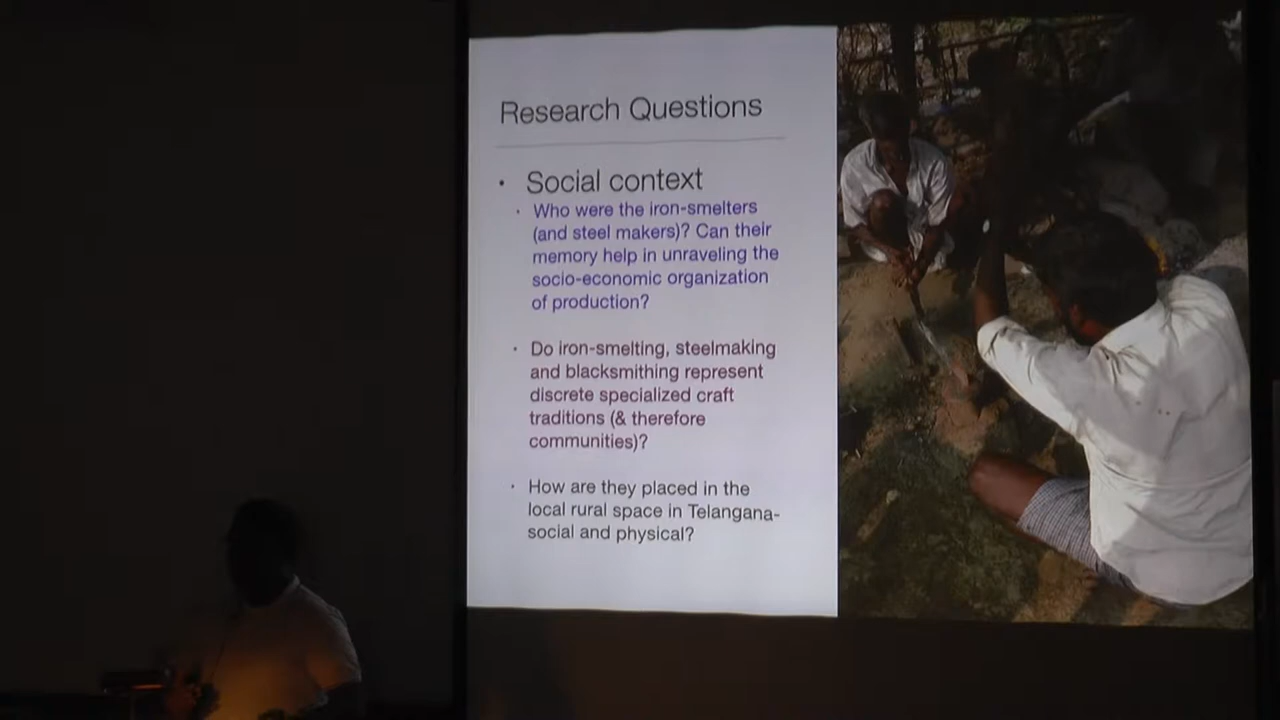 Research Questions
• Social context
• Who were the iron-smelters
(and steel makers)? Can their
memory help in unraveling the
socio-economic organization
of production?
• Do iron-smelting, steelmaking
and blacksmithing represent
discrete specialized craft
traditions (& therefore
communities)?
• How are they placed in the
local rural space in Telangana-
social and physical?